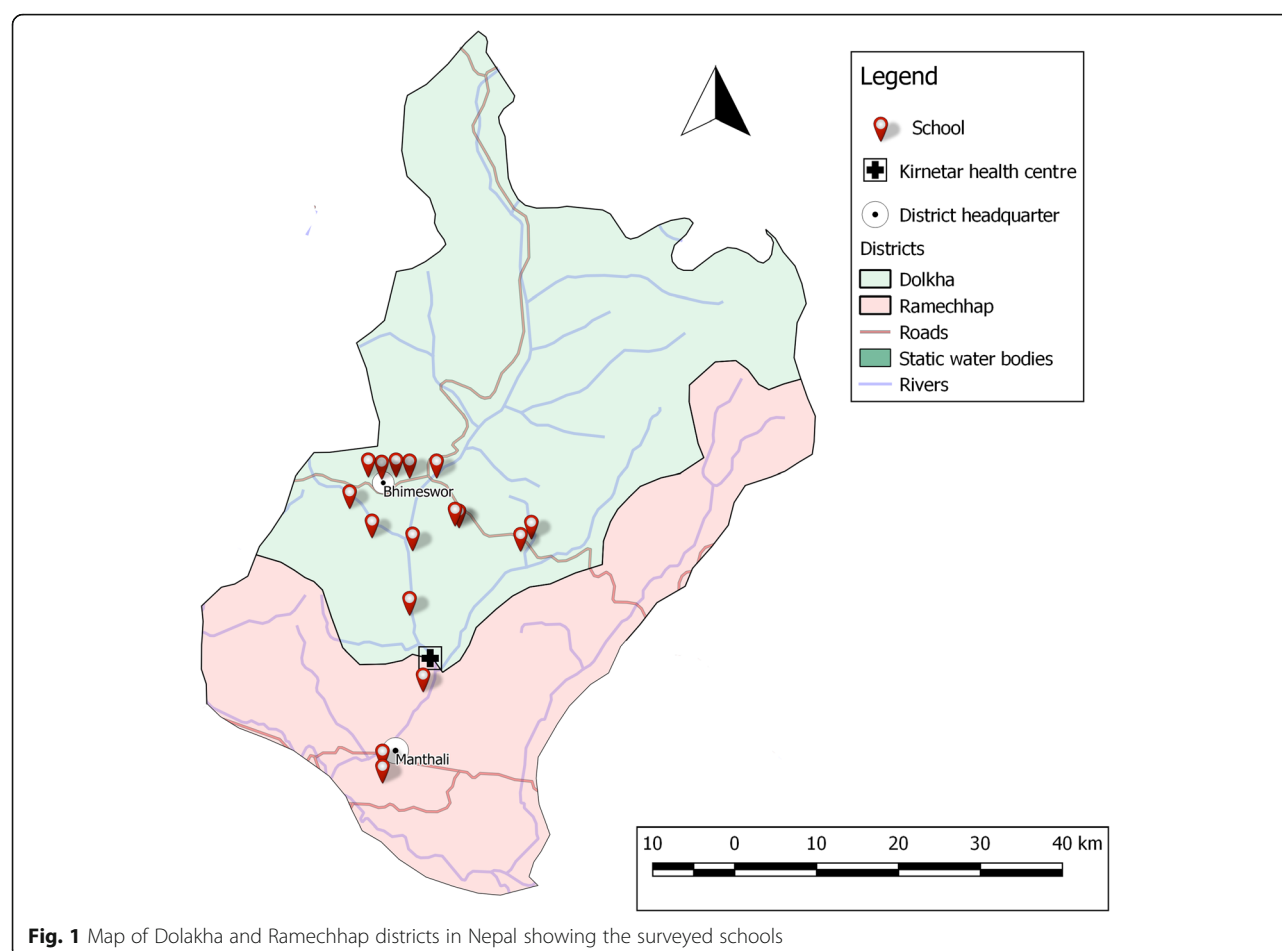 Legend
School
Kirnetar health centre
District headquarter
Districts
Dolkha
Ramechhap
Roads
Static water bodies
Rivers
Bhimeswor
Manthali
10 0 10 20 30 40 km
Fig. 1 Map of Dolakha and Ramechhap districts in Nepal showing the surveyed schools